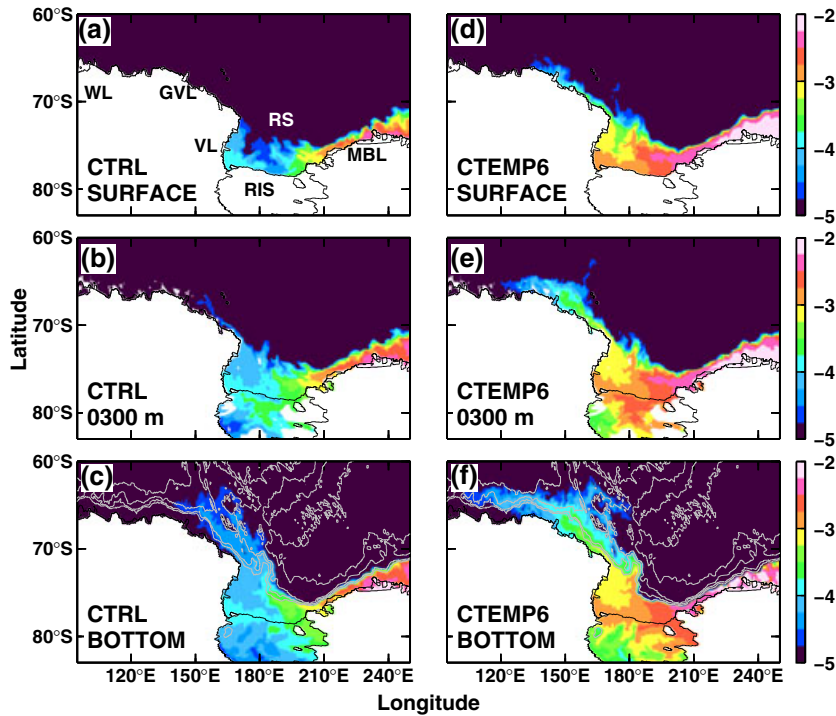 (a)
(d)
60°S
70°S
80°S
WL
GVL
RS
VL
MBL
RIS
CTRL
SURFACE
CTEMP6
SURFACE
−2
−3
−4
−5
(b)
(e)
60°S
70°S
80°S
CTRL
0300 m
CTEMP6
0300 m
−2
−3
−4
−5
Latitude
(c)
(f)
60°S
70°S
80°S
CTRL
BOTTOM
CTEMP6
BOTTOM
−2
−3
−4
−5
120°E 150°E 180°E 210°E 240°E
120°E 150°E 180°E 210°E 240°E
Longitude